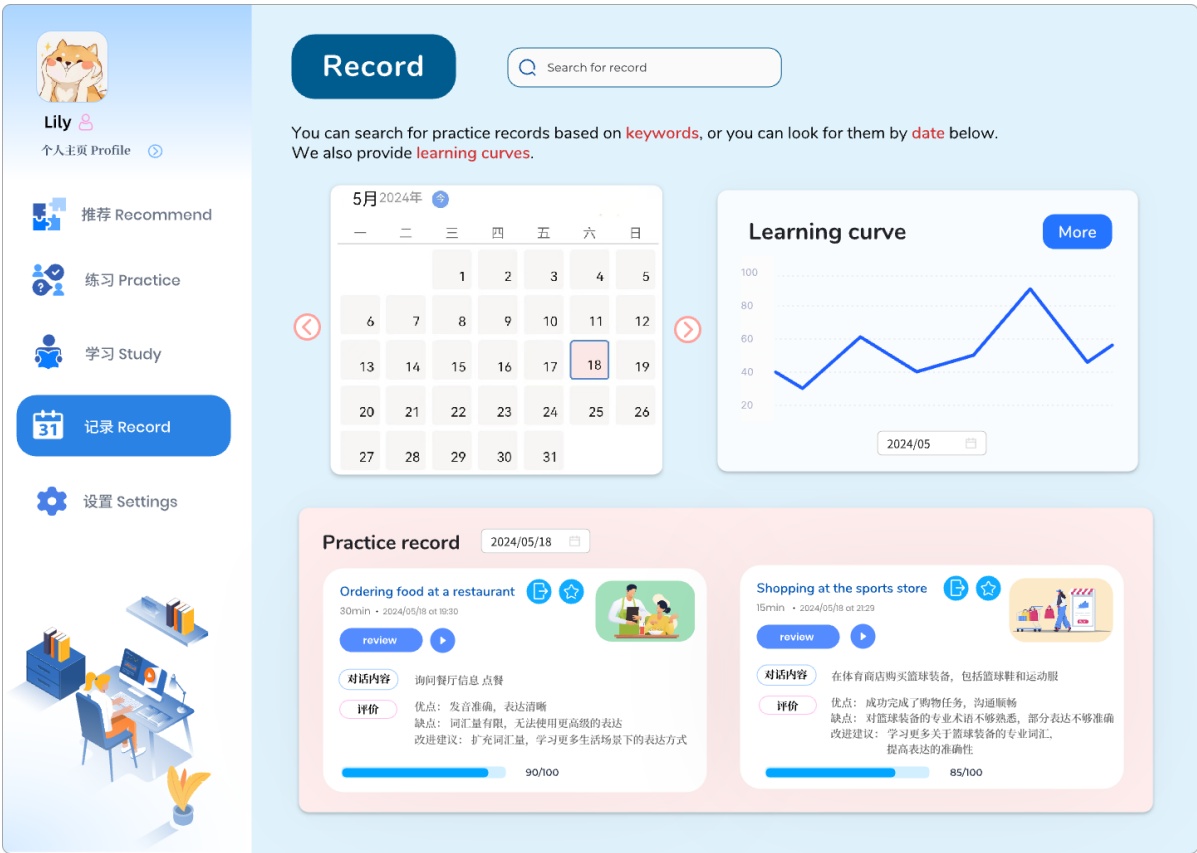 Lily
个人主页 Profile
推荐 Recommend
练习 Practice
学习 Study
31
记录 Record
设置 Settings
Record
Search for record
You can search for practice records based on keywords, or you can look for them by date below.
We also provide learning curves.
5月2024年 今
一 二 三 四 五 六 日
1 2 3 4 5
6 7 8 9 10 11 12
13 14 15 16 17 18 19
20 21 22 23 24 25 26
27 28 29 30 31
Learning curve
More
100
80
60
40
20
2024/05
Practice record
2024/05/18
Ordering food at a restaurant
30min • 2024/05/18 at 19:30
review
对话内容 询问餐厅信息 点餐
评价 优点： 发音准确，表达清晰
缺点： 词汇量有限，无法使用更高级的表达
改进建议： 扩充词汇量，学习更多生活场景下的表达方式
90/100
Shopping at the sports store
15min • 2024/05/18 at 21:29
review
对话内容 在体育商店购买篮球装备，包括篮球鞋和运动服
评价 优点： 成功完成了购物任务，沟通顺畅
缺点： 对篮球装备的专业术语不够熟悉，部分表达不够准确
改进建议： 学习更多关于篮球装备的专业词汇，
提高表达的准确性
85/100